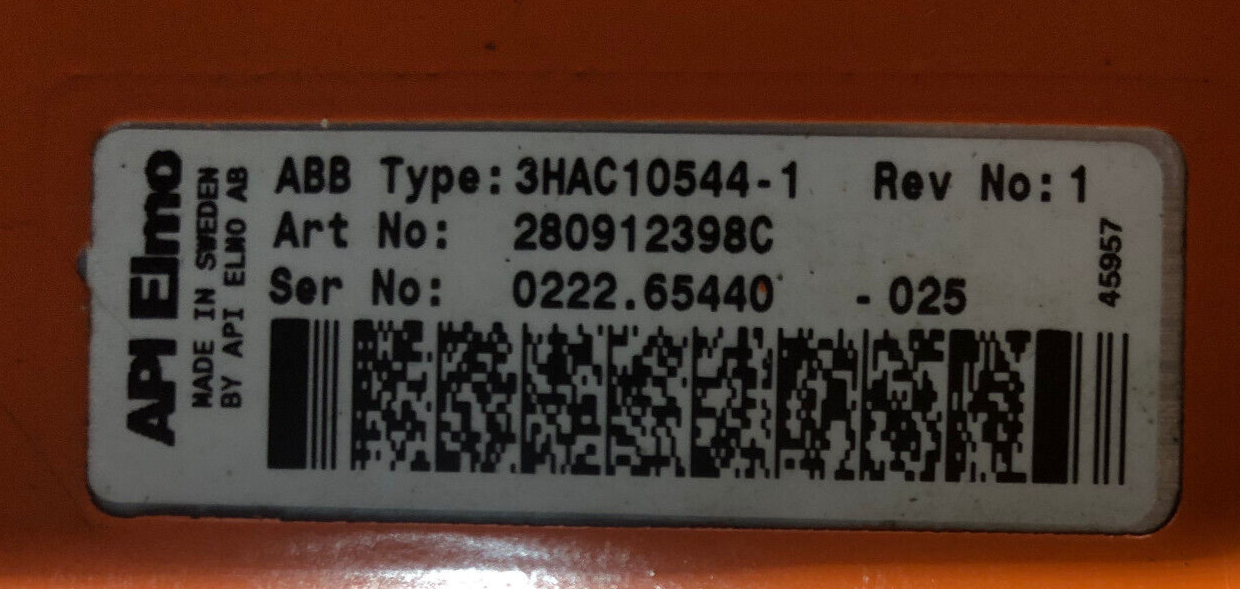 API Elmo
MADE IN SWEDEN
BY API ELMO AB
ABB Type: 3HAC10544-1 Rev No: 1
Art No: 280912398C
Ser No: 0222.65440 - 025
45957